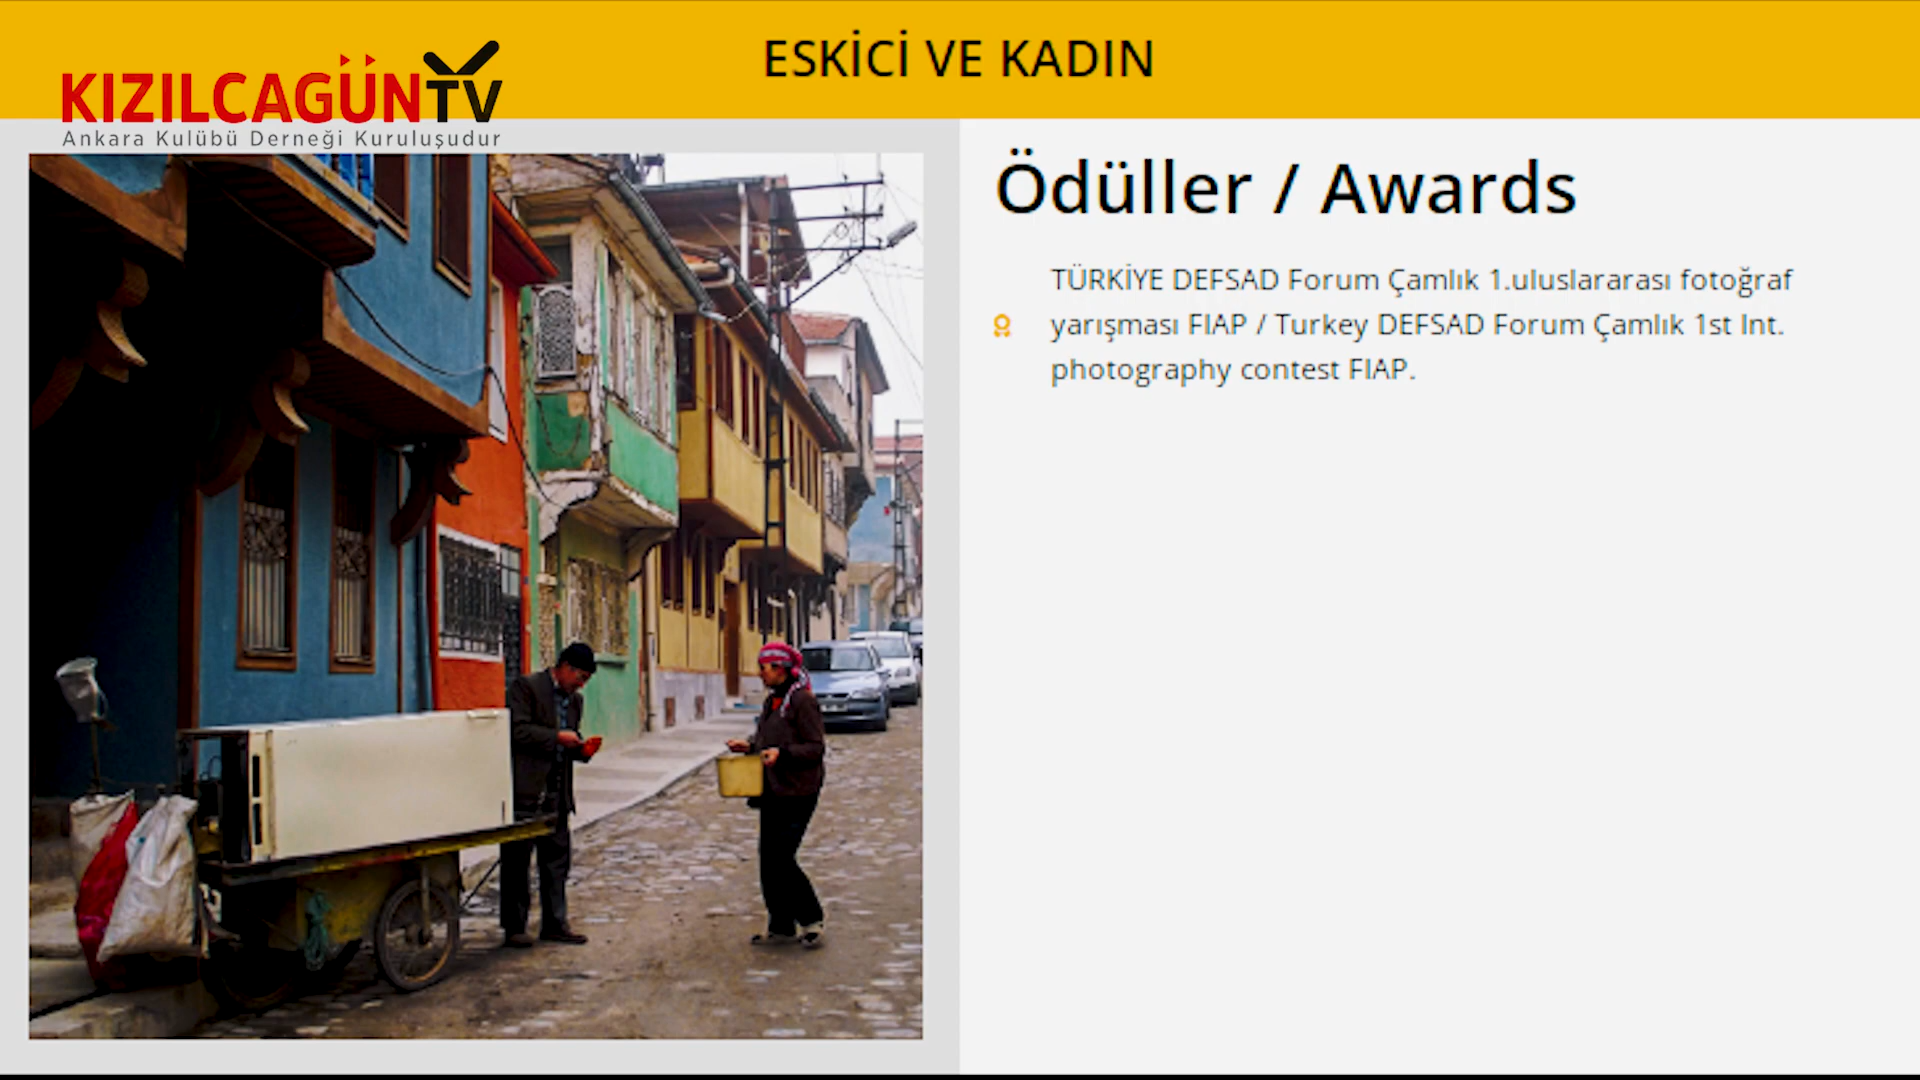 ESKİCİ VE KADIN
KIZILCAGÜNTV
Ankara Kulübü Derneği Kuruluşudur
Ödüller / Awards
TÜRKİYE DEFSAD Forum Çamlık 1.uluslararası fotoğraf
yarışması FIAP / Turkey DEFSAD Forum Çamlık 1st Int.
photography contest FIAP.